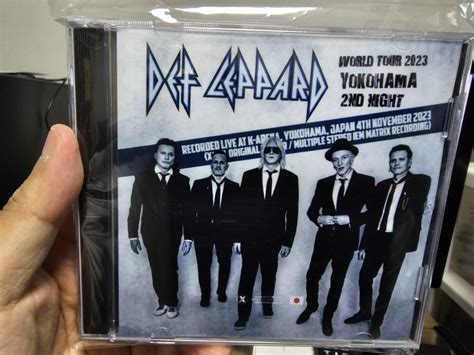 DEF LEPPARD
WORLD TOUR 2023
YOKOHAMA
2ND NIGHT
RECORDED LIVE AT K-ARENA, YOKOHAMA, JAPAN 4TH NOVEMBER 2023
ORIGINAL / MULTIPLE STEREO IEM MATRIX RECORDING)
X